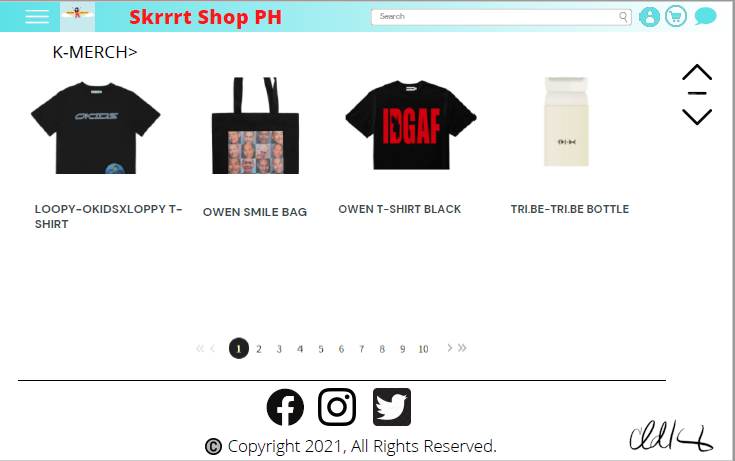 Skrrrt Shop PH
Search
K-MERCH>
IDGAF
LOOPY-OKIDSXLOPPY T-
SHIRT
OWEN SMILE BAG
OWEN T-SHIRT BLACK
TRI.BE-TRI.BE BOTTLE
« ‹ 1 2 3 4 5 6 7 8 9 10 › »
© Copyright 2021, All Rights Reserved.